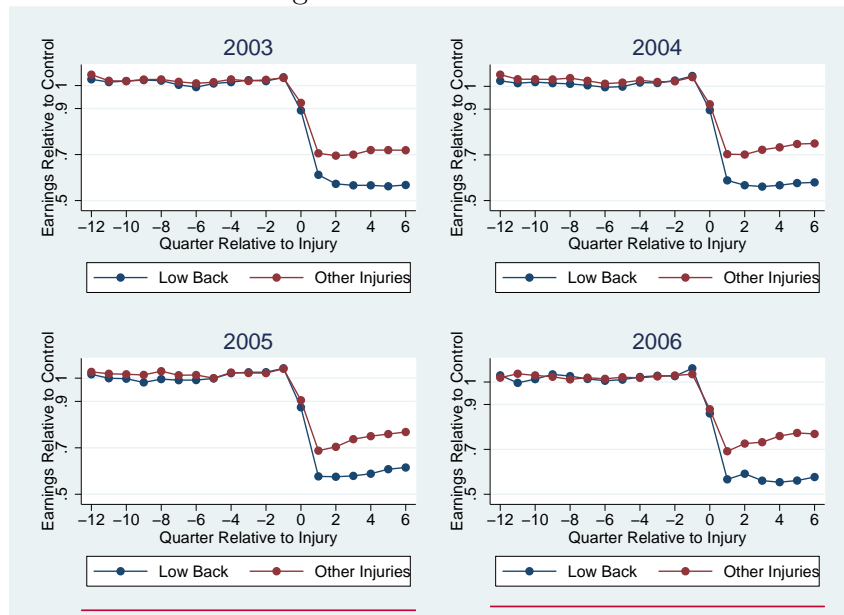 2003
Earnings Relative to Control
1
.9
.7
.5
−12 −10 −8 −6 −4 −2 0 2 4 6
Quarter Relative to Injury
Low Back Other Injuries
2004
Earnings Relative to Control
1
.9
.7
.5
−12 −10 −8 −6 −4 −2 0 2 4 6
Quarter Relative to Injury
Low Back Other Injuries
2005
Earnings Relative to Control
1
.9
.7
.5
−12 −10 −8 −6 −4 −2 0 2 4 6
Quarter Relative to Injury
Low Back Other Injuries
2006
Earnings Relative to Control
1
.9
.7
.5
−12 −10 −8 −6 −4 −2 0 2 4 6
Quarter Relative to Injury
Low Back Other Injuries